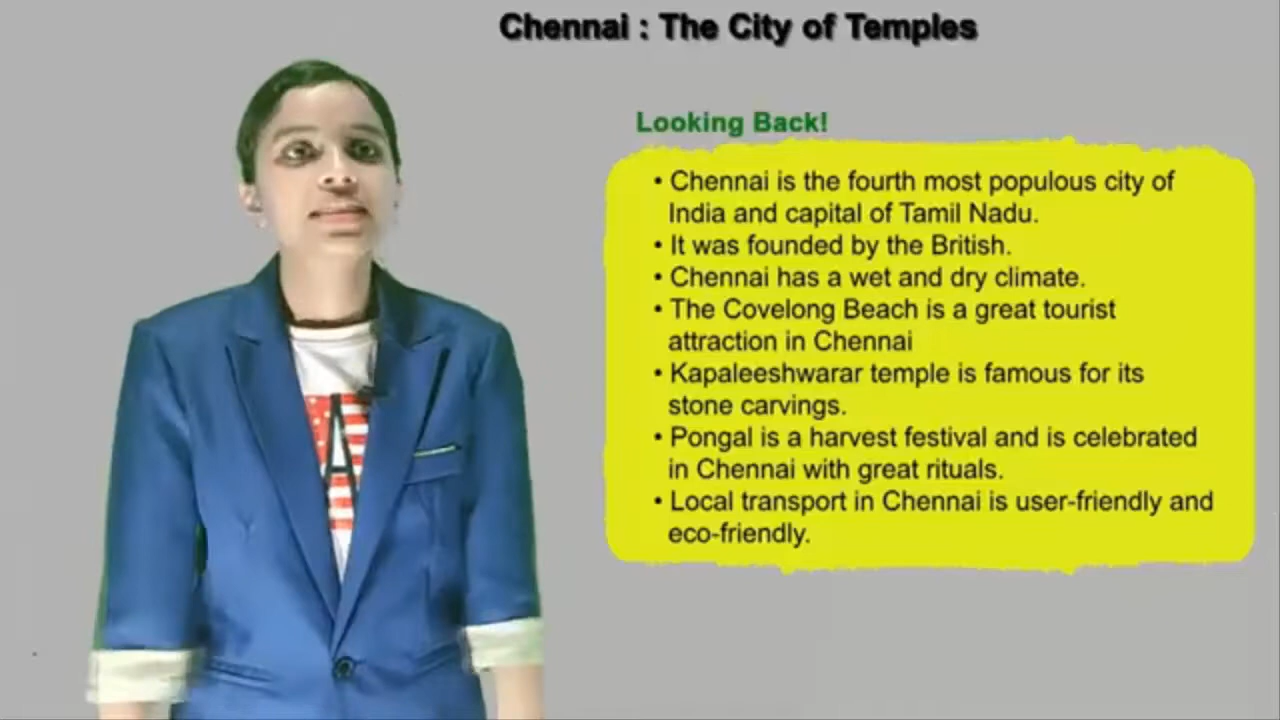 Chennai : The City of Temples
Looking Back!
• Chennai is the fourth most populous city of
India and capital of Tamil Nadu.
• It was founded by the British.
• Chennai has a wet and dry climate.
• The Covelong Beach is a great tourist
attraction in Chennai
• Kapaleeshwarar temple is famous for its
stone carvings.
• Pongal is a harvest festival and is celebrated
in Chennai with great rituals.
• Local transport in Chennai is user-friendly and
eco-friendly.
A